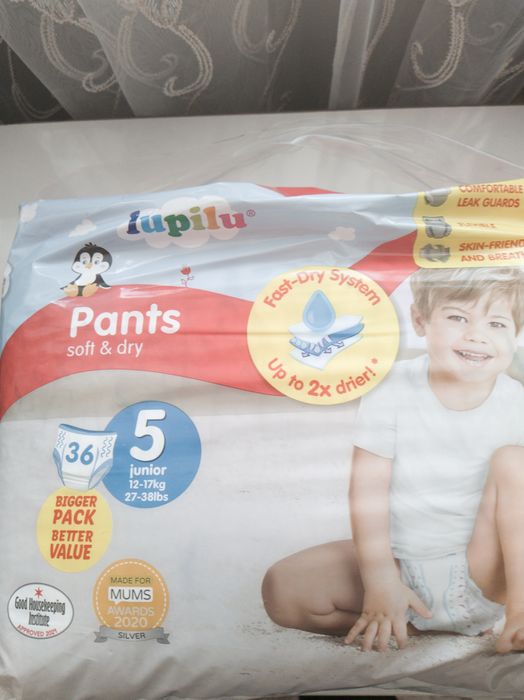 lupilu®
COMFORTABLE
LEAK GUARDS
SKIN-FRIEND
AND BREAT
Pants
soft & dry
Fast-Dry System
Up to 2x drier!*
36
5
junior
12-17kg
27-38lbs
BIGGER
PACK
BETTER
VALUE
Good Housekeeping
Institute
APPROVED 2021
MADE FOR
MUMS
AWARDS
2020
SILVER